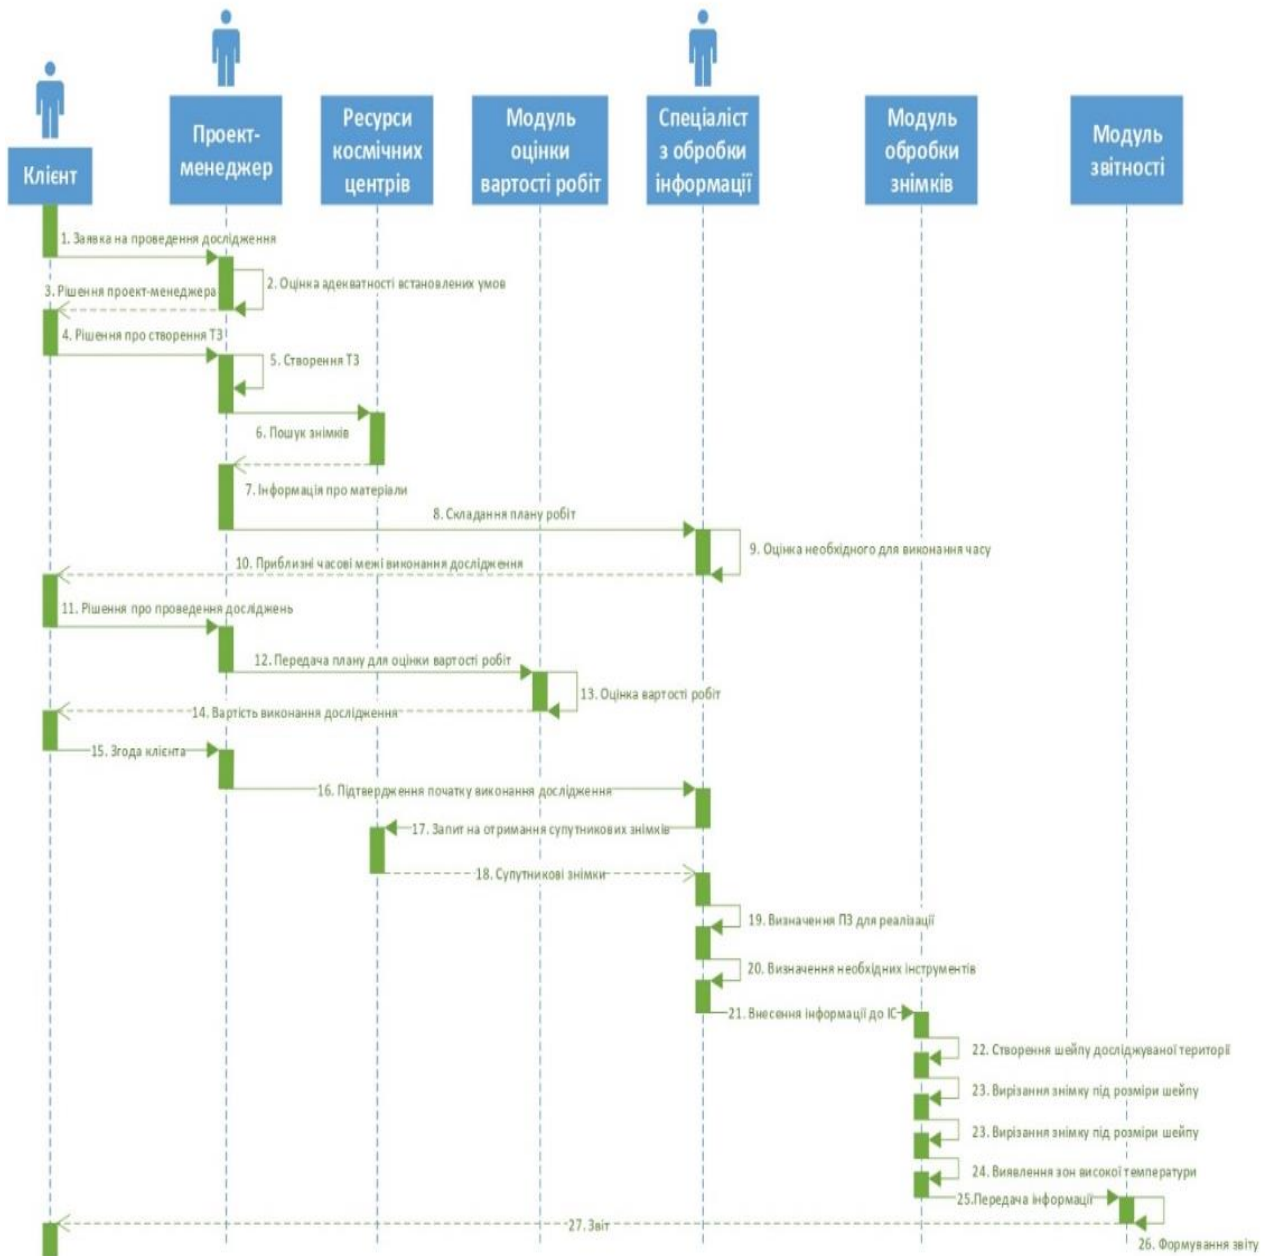 Клієнт
Проект-
менеджер
Ресурси
космічних
центрів
Модуль
оцінки
вартості робіт
Спеціаліст
з обробки
інформації
Модуль
обробки
знімків
Модуль
звітності
1. Заявка на проведення дослідження
2. Оцінка адекватності встановлених умов
3. Рішення проект-менеджера
4. Рішення про створення ТЗ
5. Створення ТЗ
6. Пошук знімків
7. Інформація про матеріали
8. Складання плану робіт
9. Оцінка необхідного для виконання часу
10. Приблизні часові межі виконання дослідження
11. Рішення про проведення досліджень
12. Передача плану для оцінки вартості робіт
13. Оцінка вартості робіт
14. Вартість виконання дослідження
15. Згода клієнта
16. Підтвердження початку виконання дослідження
17. Запит на отримання супутникових знімків
18. Супутникові знімки
19. Визначення ПЗ для реалізації
20. Визначення необхідних інструментів
21. Внесення інформації до ІС
22. Створення шейпу досліджуваної території
23. Вирізання знімку під розміри шейпу
23. Вирізання знімку під розміри шейпу
24. Виявлення зон високої температури
25.Передача інформації
27. Звіт
26. Формування звіту